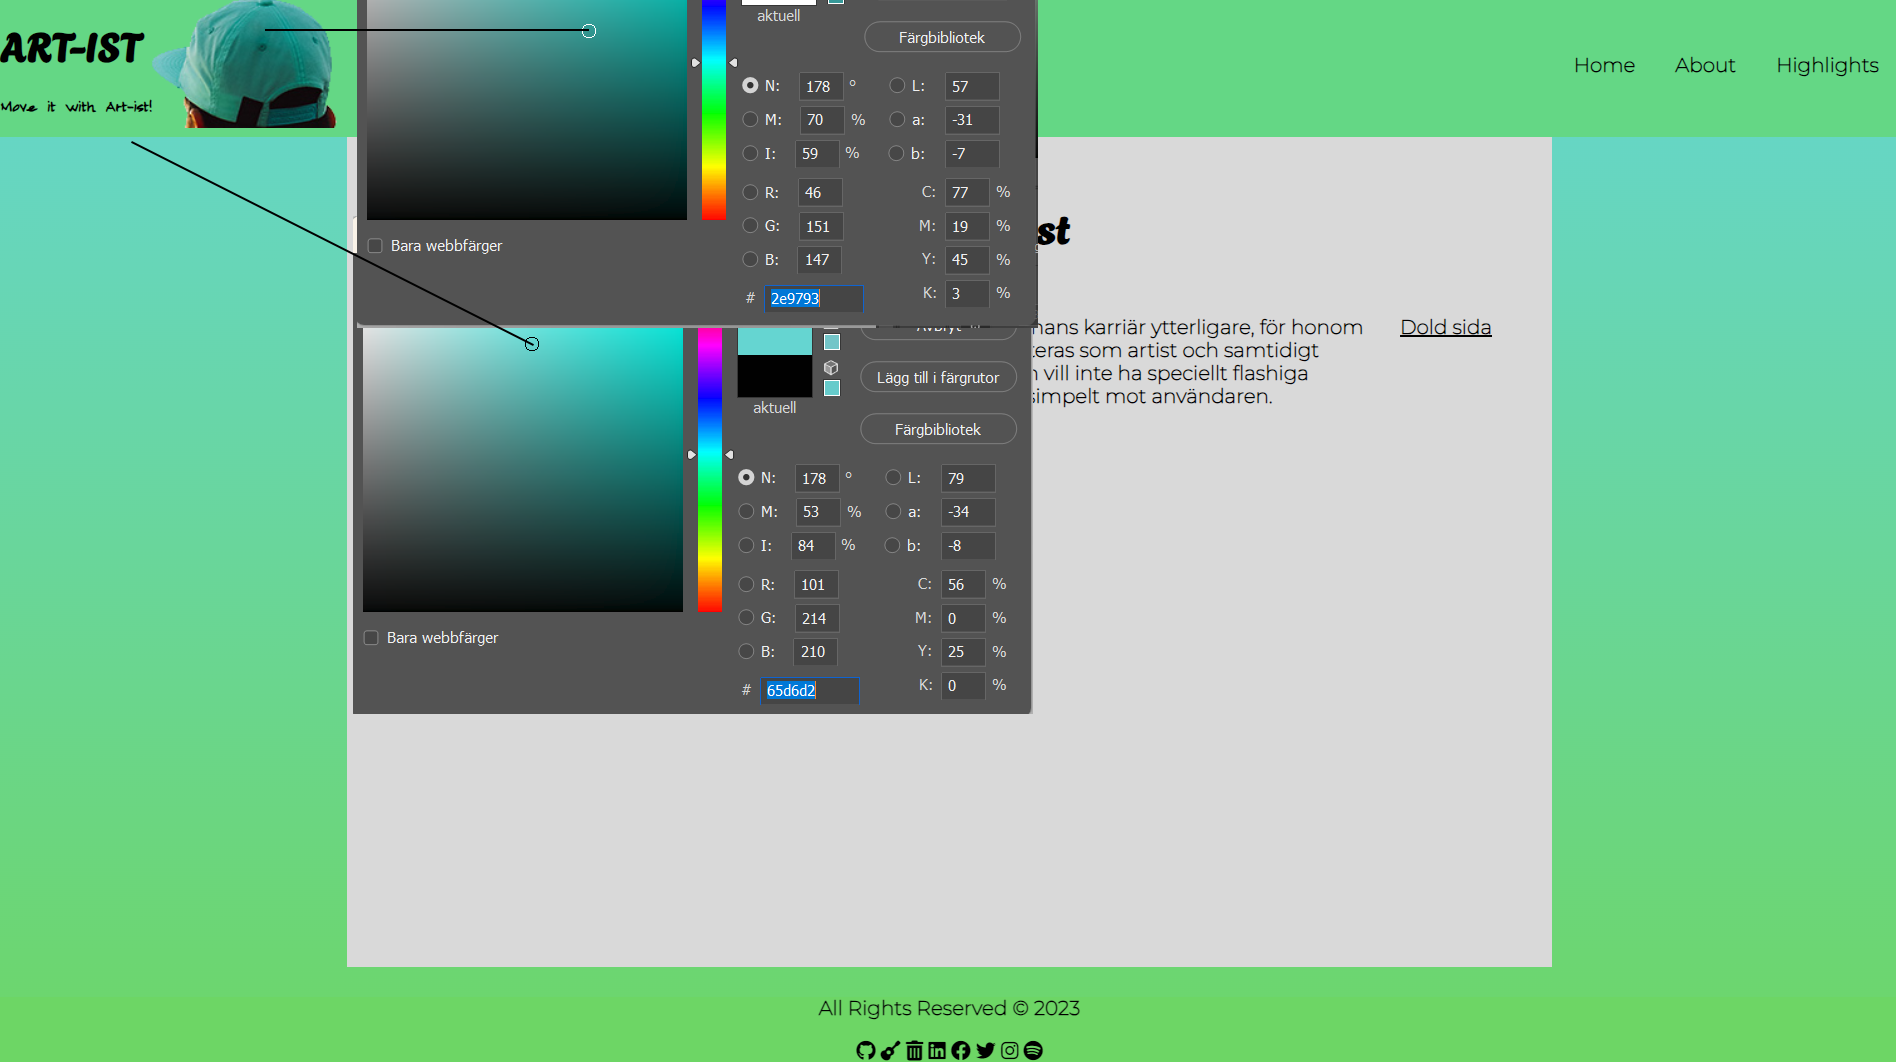 ART-IST
Move it with Art-ist!
Home About Highlights
aktuell
Färgbibliotek
N: 178 ° L: 57
M: 70 % a: -31
I: 59 % b: -7
R: 46 C: 77 %
G: 151 M: 19 %
B: 147 Y: 45 %
# 2e9793 K: 3 %
Bara webbfärger
st
Avbryt
hans karriär ytterligare, för honom
eras som artist och samtidigt
vill inte ha speciellt flashiga
simpelt mot användaren.
Dold sida
Lägg till i färgrutor
aktuell
Färgbibliotek
N: 178 ° L: 79
M: 53 % a: -34
I: 84 % b: -8
R: 101 C: 56 %
G: 214 M: 0 %
B: 210 Y: 25 %
# 65d6d2 K: 0 %
Bara webbfärger
All Rights Reserved © 2023